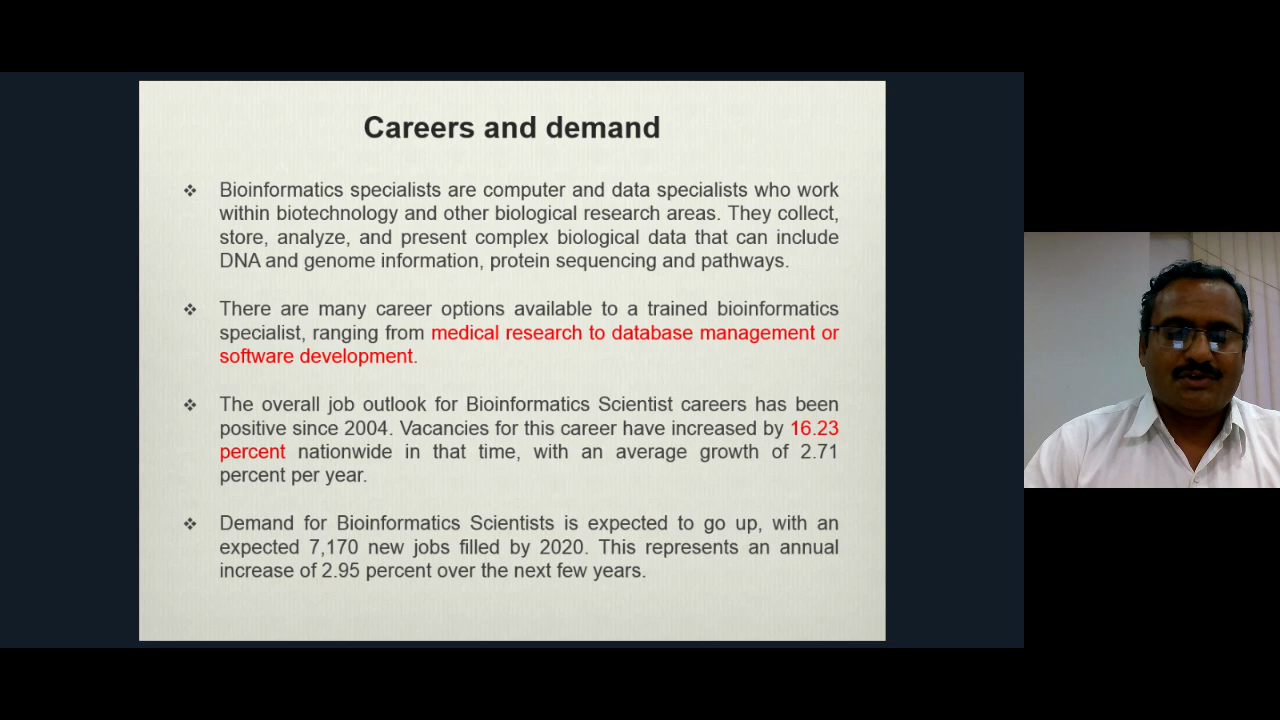 Careers and demand
❖ Bioinformatics specialists are computer and data specialists who work
within biotechnology and other biological research areas. They collect,
store, analyze, and present complex biological data that can include
DNA and genome information, protein sequencing and pathways.
❖ There are many career options available to a trained bioinformatics
specialist, ranging from medical research to database management or
software development.
❖ The overall job outlook for Bioinformatics Scientist careers has been
positive since 2004. Vacancies for this career have increased by 16.23
percent nationwide in that time, with an average growth of 2.71
percent per year.
❖ Demand for Bioinformatics Scientists is expected to go up, with an
expected 7,170 new jobs filled by 2020. This represents an annual
increase of 2.95 percent over the next few years.